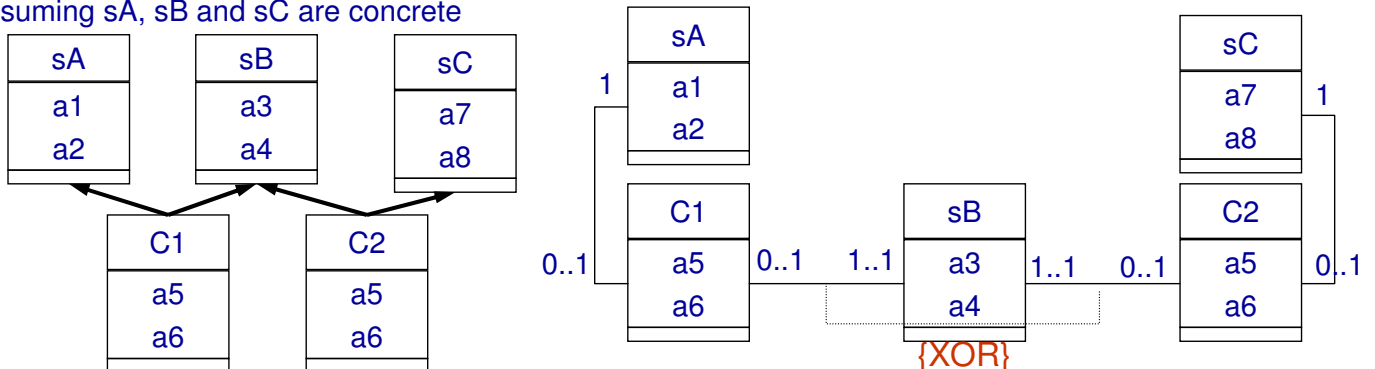 suming sA, sB and sC are concrete
sA
a1
a2
sB
a3
a4
sC
a7
a8
C1
a5
a6
C2
a5
a6
sA
a1
a2
1
sC
a7
a8
1
C1
a5
a6
0..1
0..1
1..1
sB
a3
a4
1..1
0..1
C2
a5
a6
0..1
{XOR}